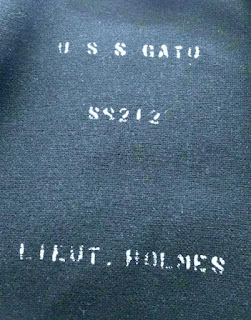 U S S GATO
SS212
LIEUT. HOLMES